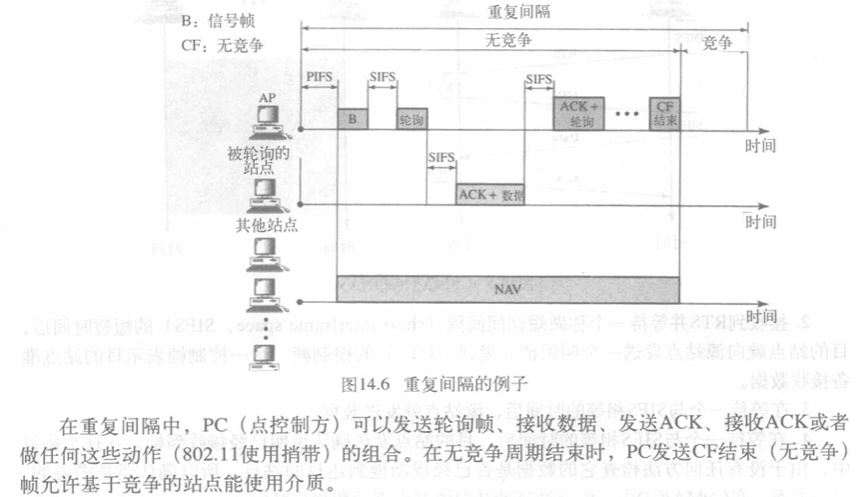 B：信号帧
CF：无竞争
重复间隔
无竞争
竞争
PIFS
SIFS
SIFS
AP
B
轮询
ACK +
轮询
CF
结束
时间
被轮询的
站点
SIFS
ACK + 数据
时间
其他站点
NAV
时间
图14.6 重复间隔的例子
在重复间隔中，PC（点控制方）可以发送轮询帧、接收数据、发送ACK、接收ACK或者
做任何这些动作（802.11使用捎带）的组合。在无竞争周期结束时，PC发送CF结束（无竞争）
帧允许基于竞争的站点能使用介质。